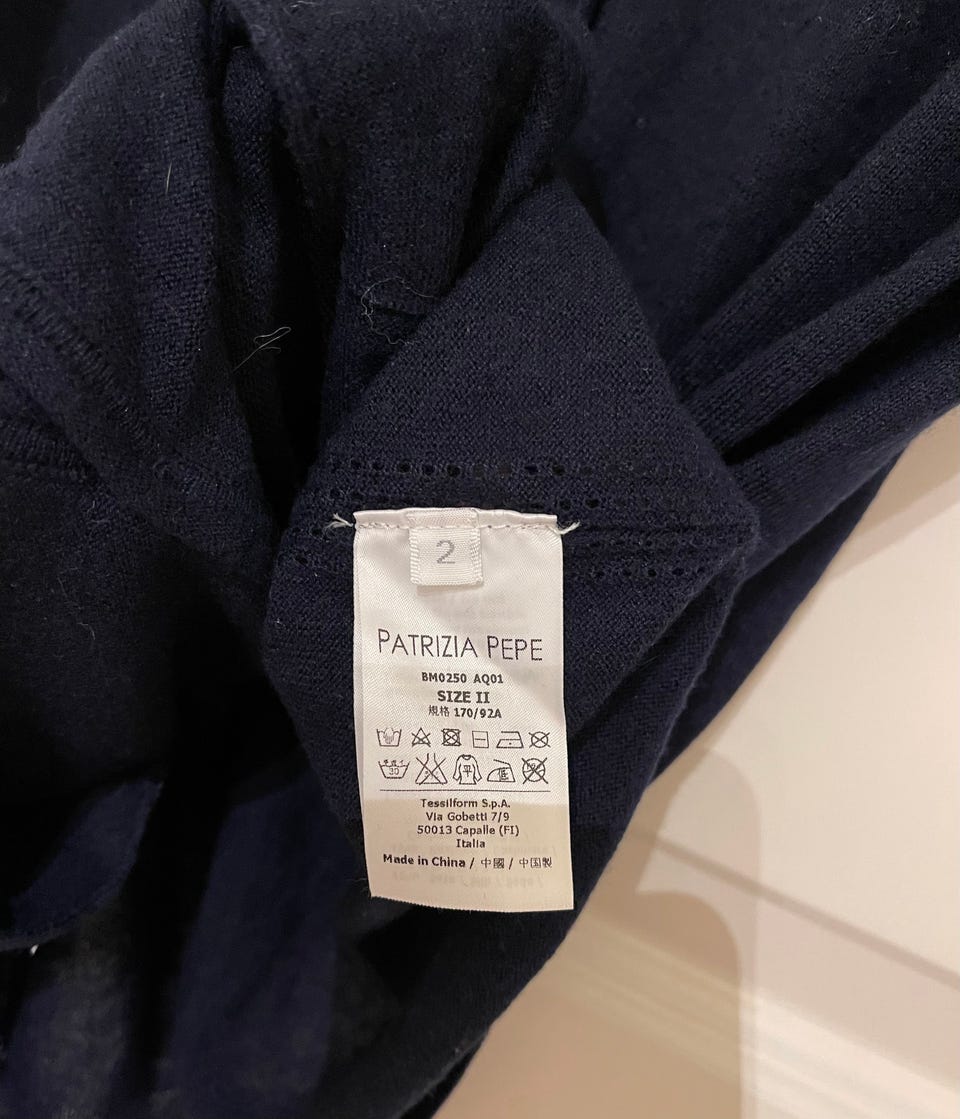 2
PATRIZIA PEPE
BM0250 AQ01
SIZE II
規格 170/92A
Tessilform S.p.A.
Via Gobetti 7/9
50013 Capalle (FI)
Italia
Made in China / 中國 / 中国製